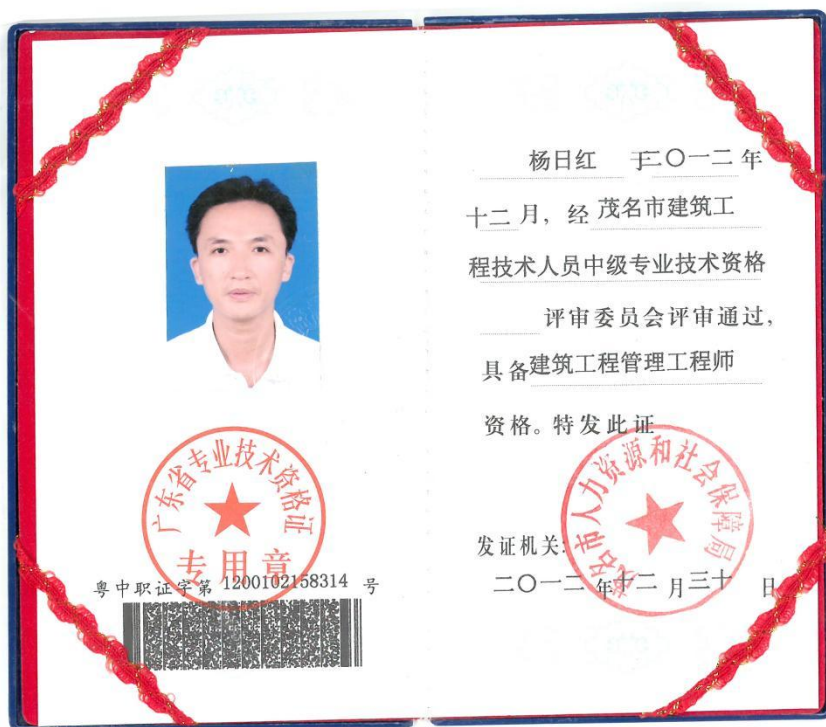 广东省专业技术资格证
专用章
粤中职证字第 1200102158314 号
杨日红 于二〇一二年
十二月，经茂名市建筑工
程技术人员中级专业技术资格
评审委员会评审通过，
具备建筑工程管理工程师
资格。特发此证
茂名市人力资源和社会保障局
发证机关：
二〇一二年十二月三十日